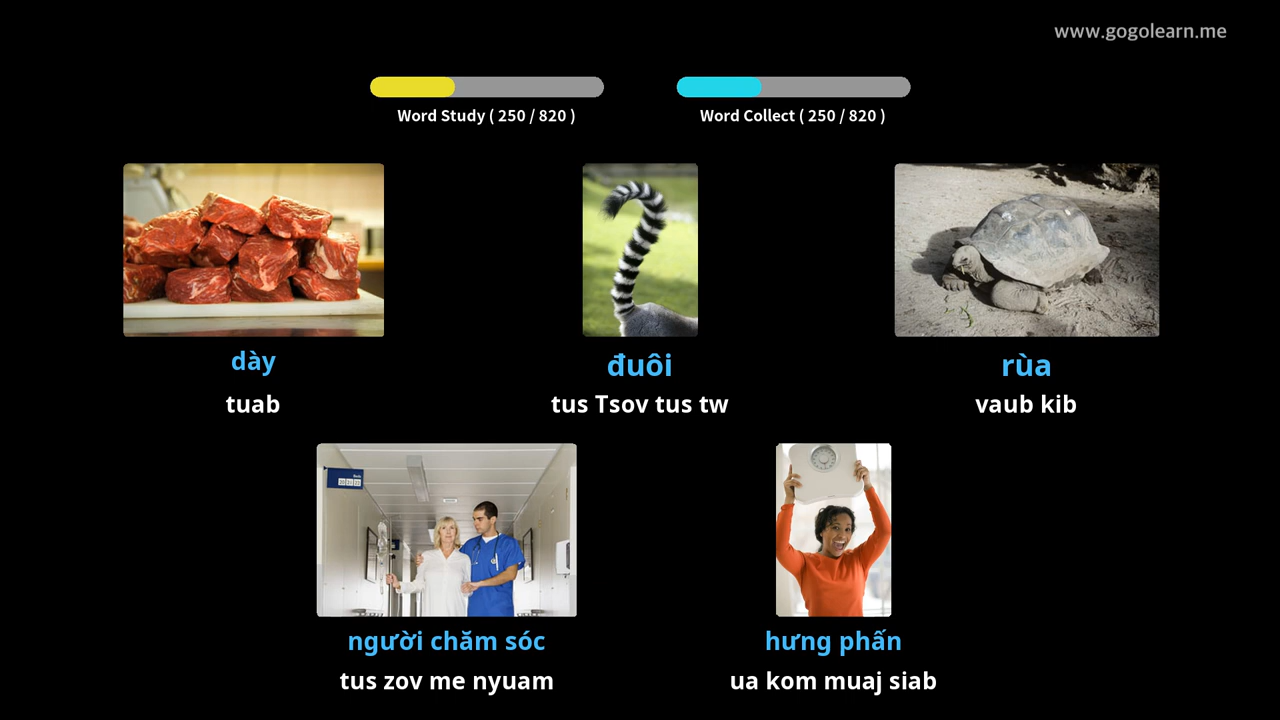 www.gogolearn.me
Word Study ( 250 / 820 )
Word Collect ( 250 / 820 )
dày
đuôi
rùa
tuab
tus Tsov tus tw
vaub kib
người chăm sóc
hưng phấn
tus zov me nyuam
ua kom muaj siab